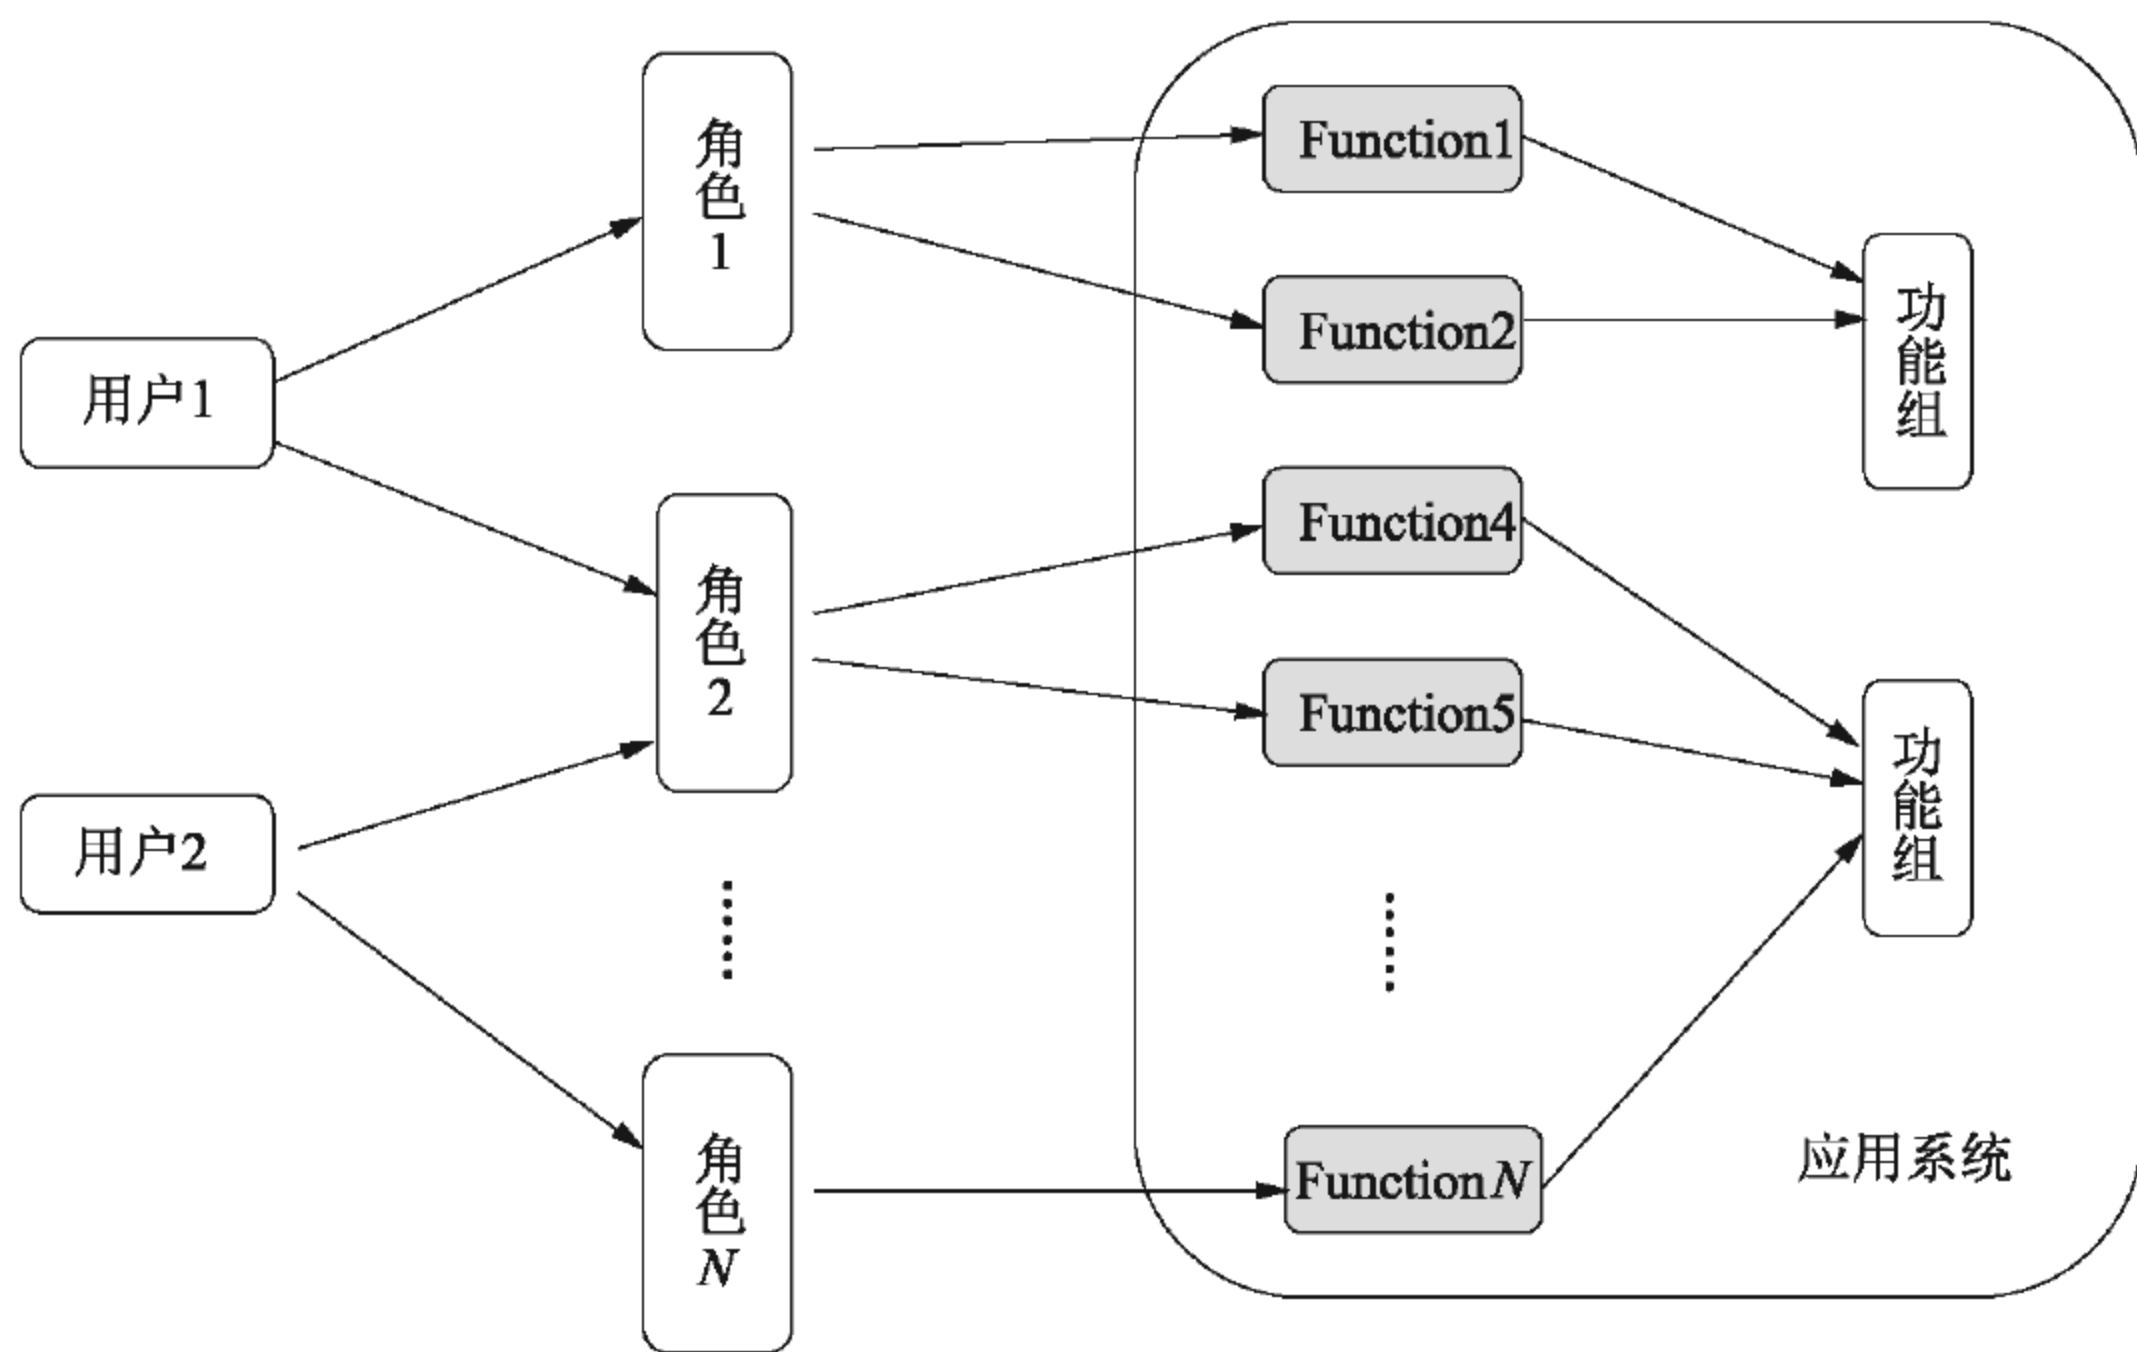 角
色
1
Function1
Function2
功
能
组
用户1
角
色
2
Function4
Function5
功
能
组
用户2
角
色
N
FunctionN
应用系统